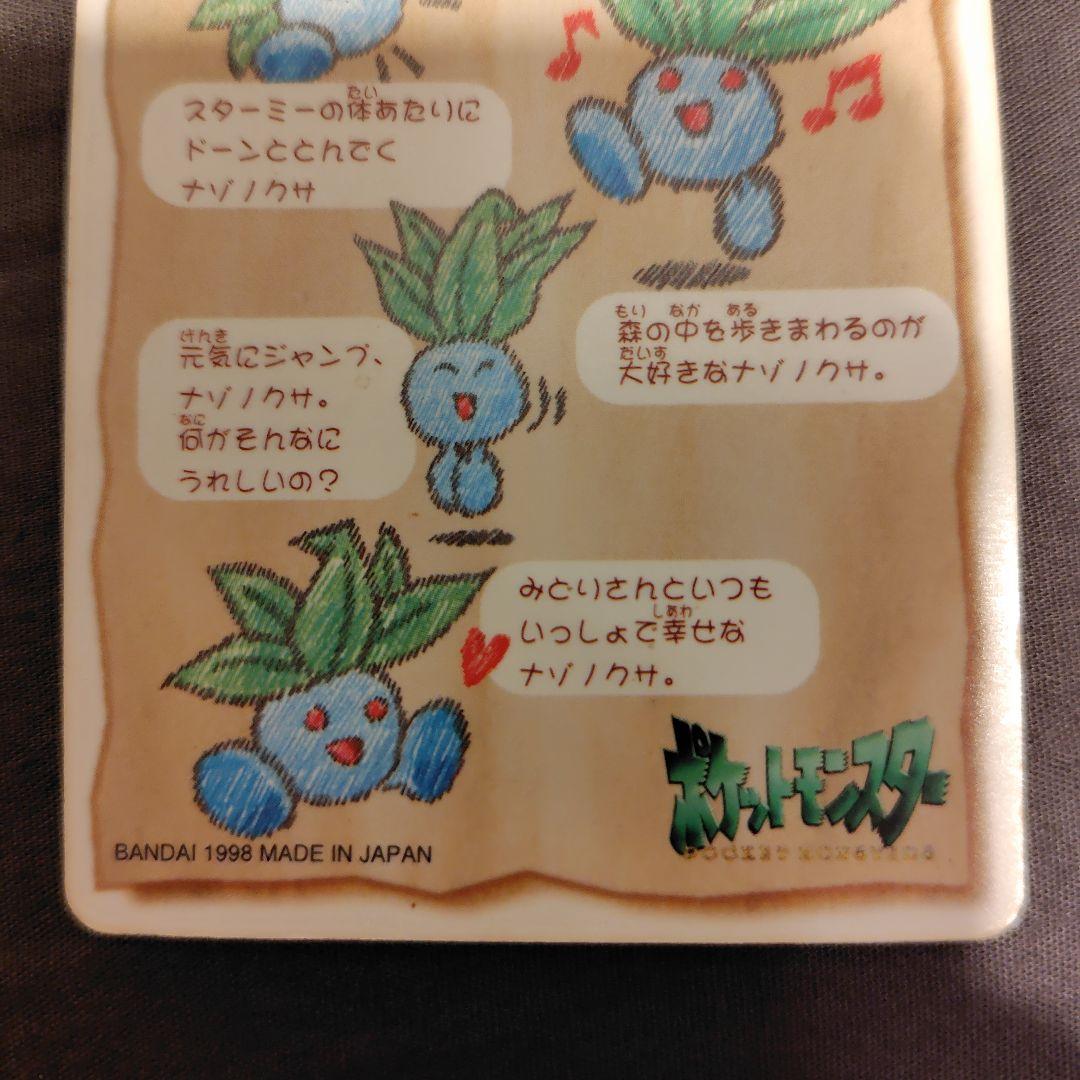 スターミーの体あたりに
ドーンととんでく
ナゾノクサ
森の中を歩きまわるのが
大好きなナゾノクサ。
元気にジャンプ、
ナゾノクサ。
何がそんなに
うれしいの？
みどりさんといつも
いっしょで幸せな
ナゾノクサ。
ポケットモンスター
POCKET MONSTERS
BANDAI 1998 MADE IN JAPAN